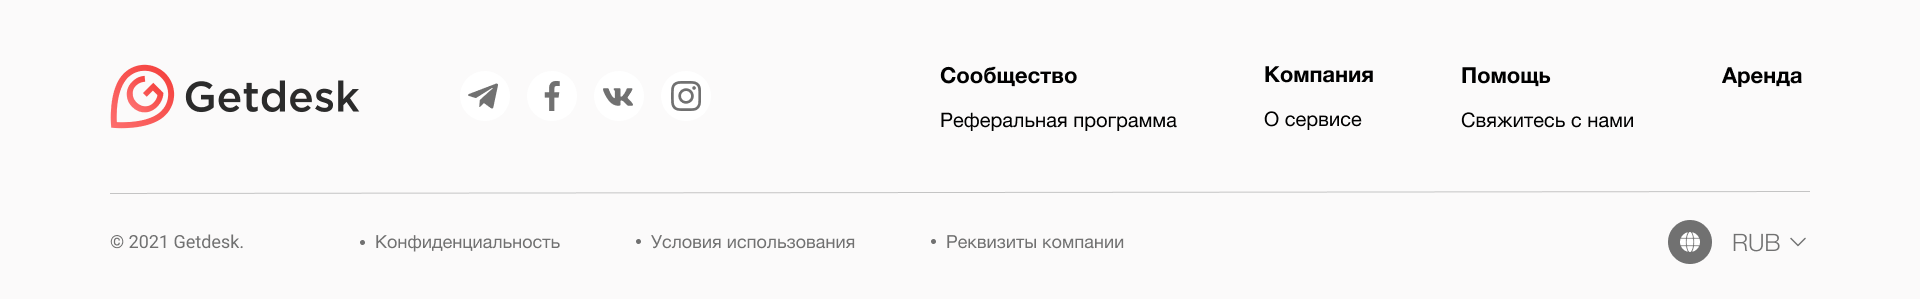 Getdesk
Сообщество
Реферальная программа
Компания
О сервисе
Помощь
Свяжитесь с нами
Аренда
© 2021 Getdesk.
• Конфиденциальность
• Условия использования
• Реквизиты компании
RUB